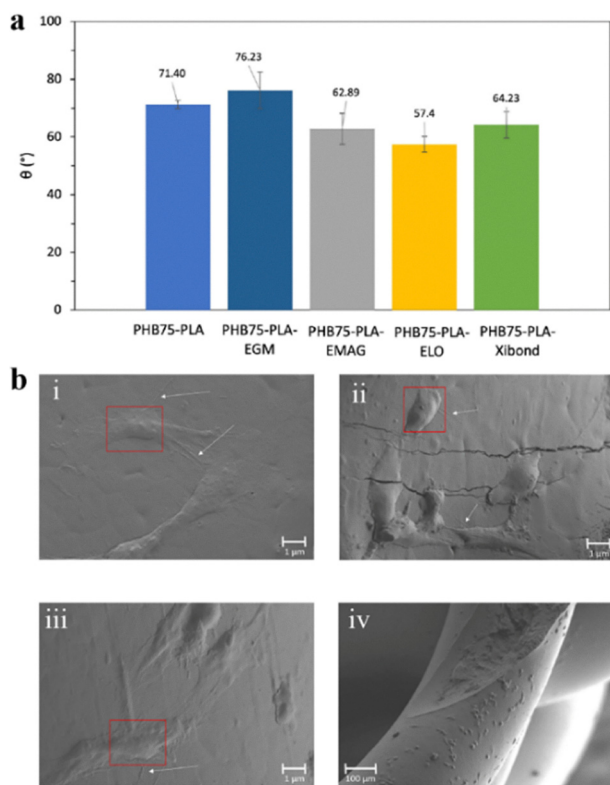 a
100
80
60
40
20
0
θ (°)
71.40
76.23
62.89
57.4
64.23
PHB75-PLA
PHB75-PLA-
EGM
PHB75-PLA-
EMAG
PHB75-PLA-
ELO
PHB75-PLA-
Xibond
b
i
1 µm
ii
1 µm
iii
1 µm
iv
100 µm